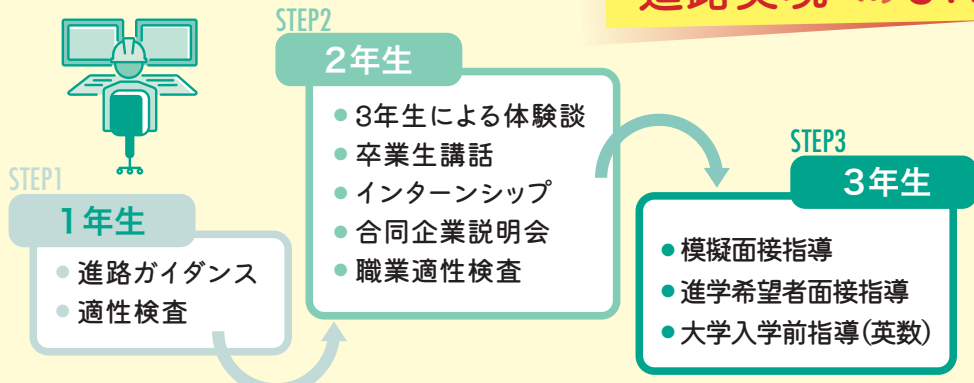 STEP1
1年生
進路ガイダンス
適性検査
STEP2
2年生
3年生による体験談
卒業生講話
インターンシップ
合同企業説明会
職業適性検査
STEP3
3年生
模擬面接指導
進学希望者面接指導
大学入学前指導(英数)